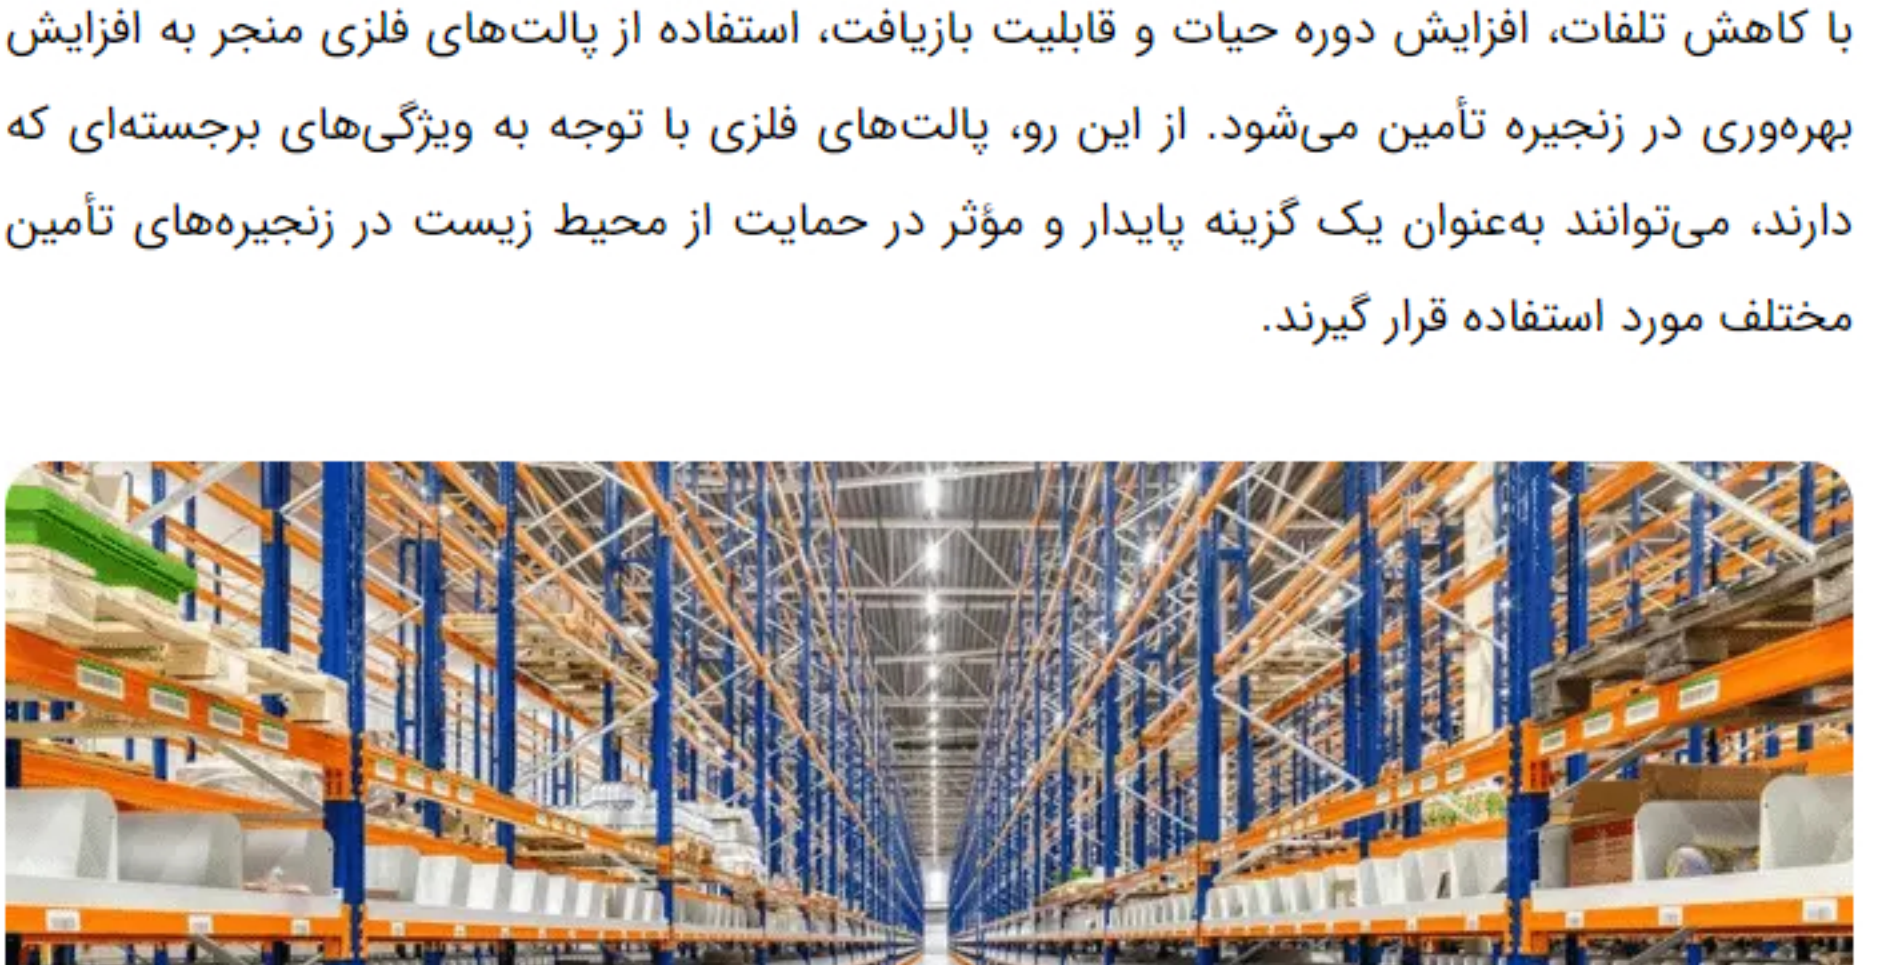 با کاهش تلفات، افزایش دوره حیات و قابلیت بازیافت، استفاده از پالت‌های فلزی منجر به افزایش
بهره‌وری در زنجیره تأمین می‌شود. از این رو، پالت‌های فلزی با توجه به ویژگی‌های برجسته‌ای که
دارند، می‌توانند به‌عنوان یک گزینه پایدار و مؤثر در حمایت از محیط زیست در زنجیره‌های تأمین
مختلف مورد استفاده قرار گیرند.